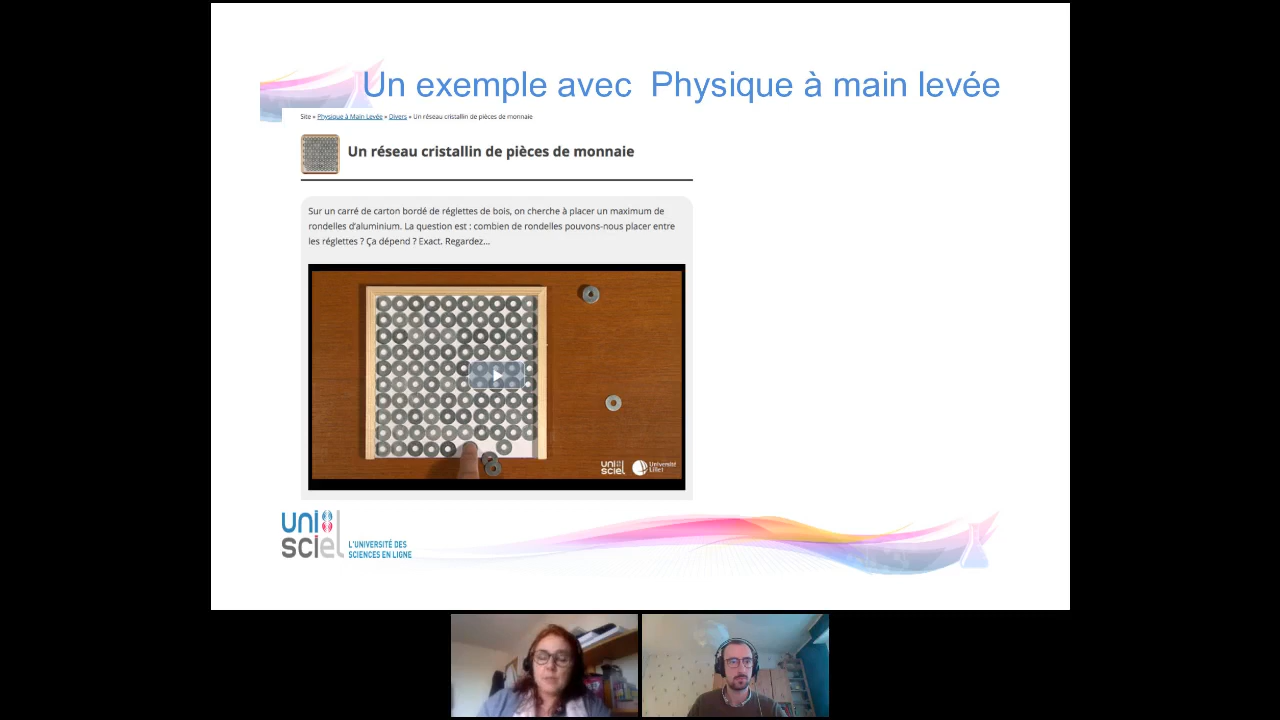 Un exemple avec Physique à main levée
Site » Physique à Main Levée » Divers » Un réseau cristallin de pièces de monnaie
Un réseau cristallin de pièces de monnaie
Sur un carré de carton bordé de réglettes de bois, on cherche à placer un maximum de
rondelles d'aluminium. La question est : combien de rondelles pouvons-nous placer entre
les réglettes ? Ça dépend ? Exact. Regardez...
uni
sciel
Université
Lille1
uni
sciel
L'UNIVERSITÉ DES
SCIENCES EN LIGNE